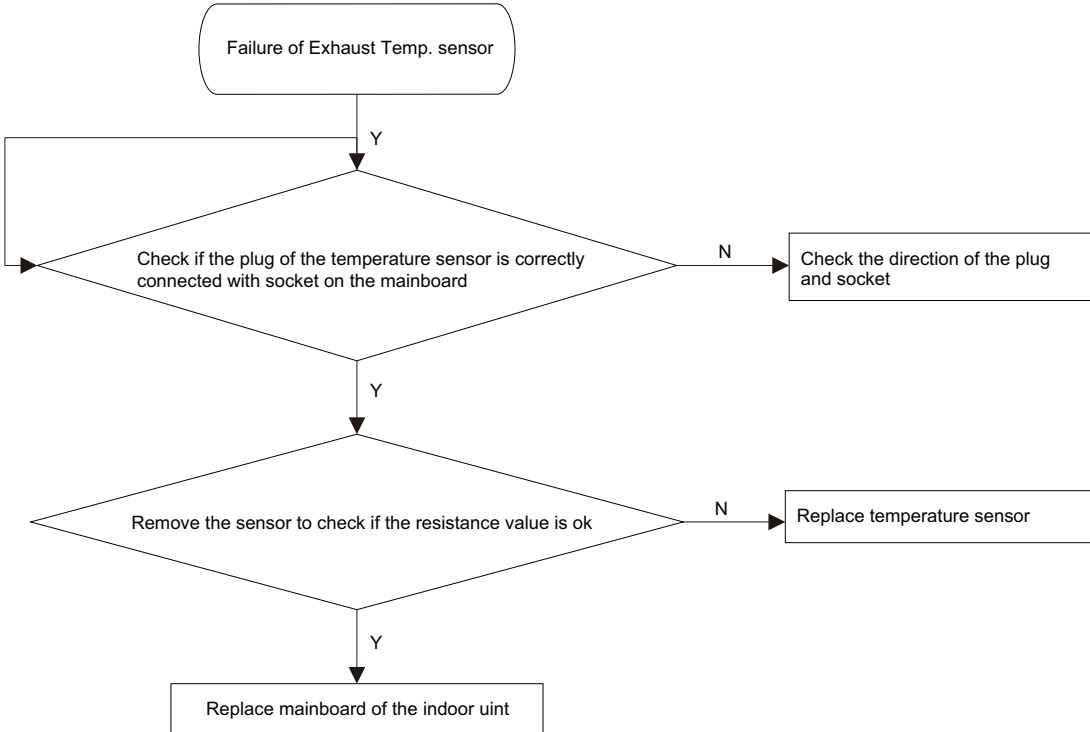 Failure of Exhaust Temp. sensor
Y
Check if the plug of the temperature sensor is correctly
connected with socket on the mainboard
N
Check the direction of the plug
and socket
Y
Remove the sensor to check if the resistance value is ok
N
Replace temperature sensor
Y
Replace mainboard of the indoor uint